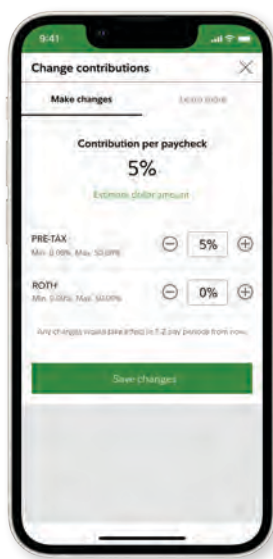 9:41
Change contributions
Make changes Learn more
Contribution per paycheck
5%
Estimate dollar amount
PRE-TAX
Min. 0.00%, Max. 50.00%
5%
ROTH
Min. 0.00%, Max. 50.00%
0%
Any changes would take effect in 1-2 pay periods from now.
Save changes